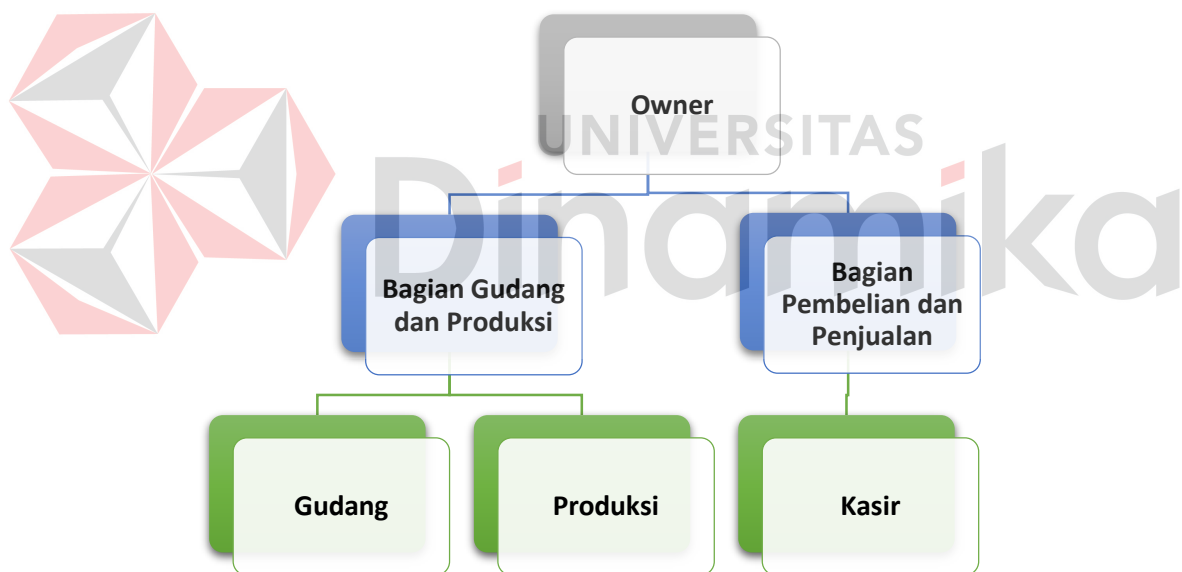 Owner
UNIVERSITAS
Dinamika
Bagian Gudang
dan Produksi
Bagian
Pembelian dan
Penjualan
Gudang
Produksi
Kasir